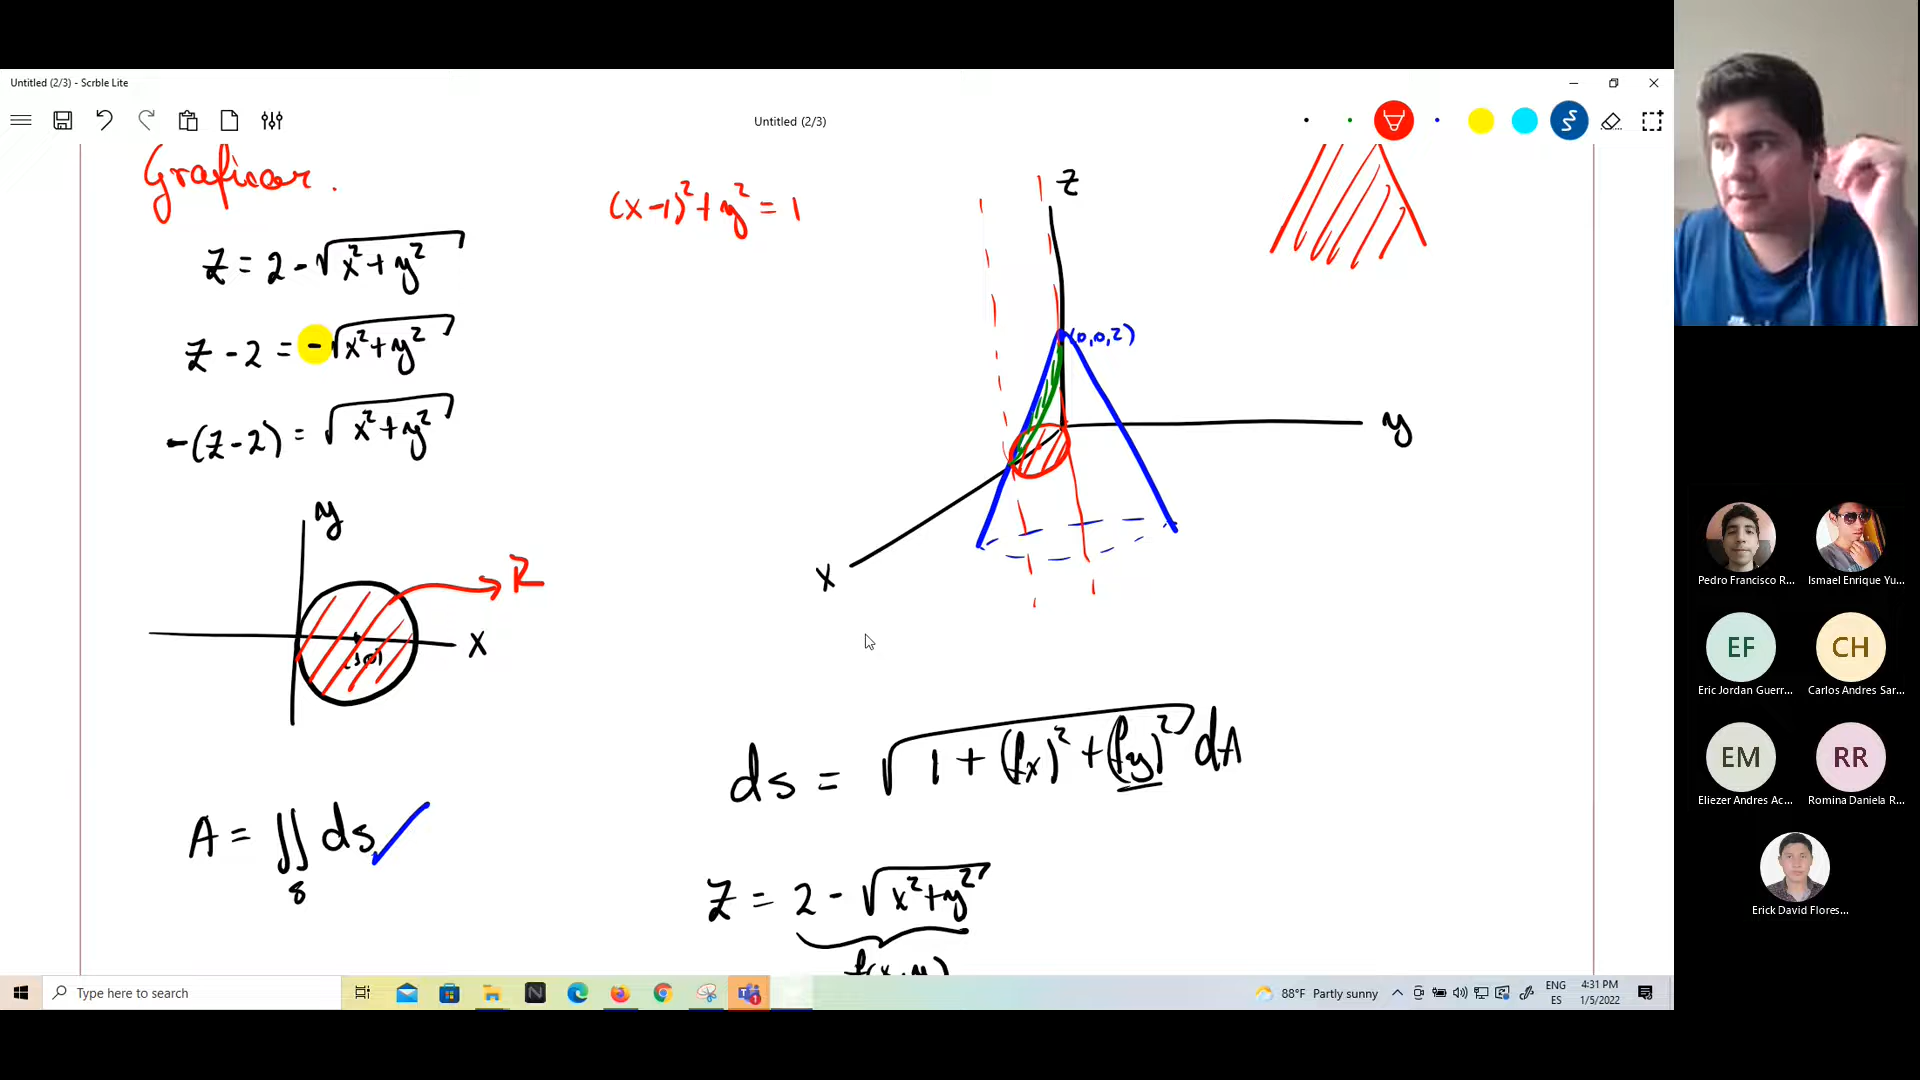 Untitled (2/3) - Scrble Lite
Untitled (2/3)
Graficar.
z = 2 - √x²+y²
z - 2 = -√x²+y²
-(z-2) = √x²+y²
(x-1)²+y² = 1
z
(0,0,2)
y
x
y
R
x
A = ∬ ds
s
ds = √1+(fx)²+(fy)² dA
z = 2 - √x²+y²
f(x,y)
Pedro Francisco R...
Ismael Enrique Yu...
EF
CH
Eric Jordan Guerr...
Carlos Andres Sar...
EM
RR
Eliezer Andres Ac...
Romina Daniela R...
Erick David Flores...
Type here to search
88°F Partly sunny
ENG
ES
4:31 PM
1/5/2022